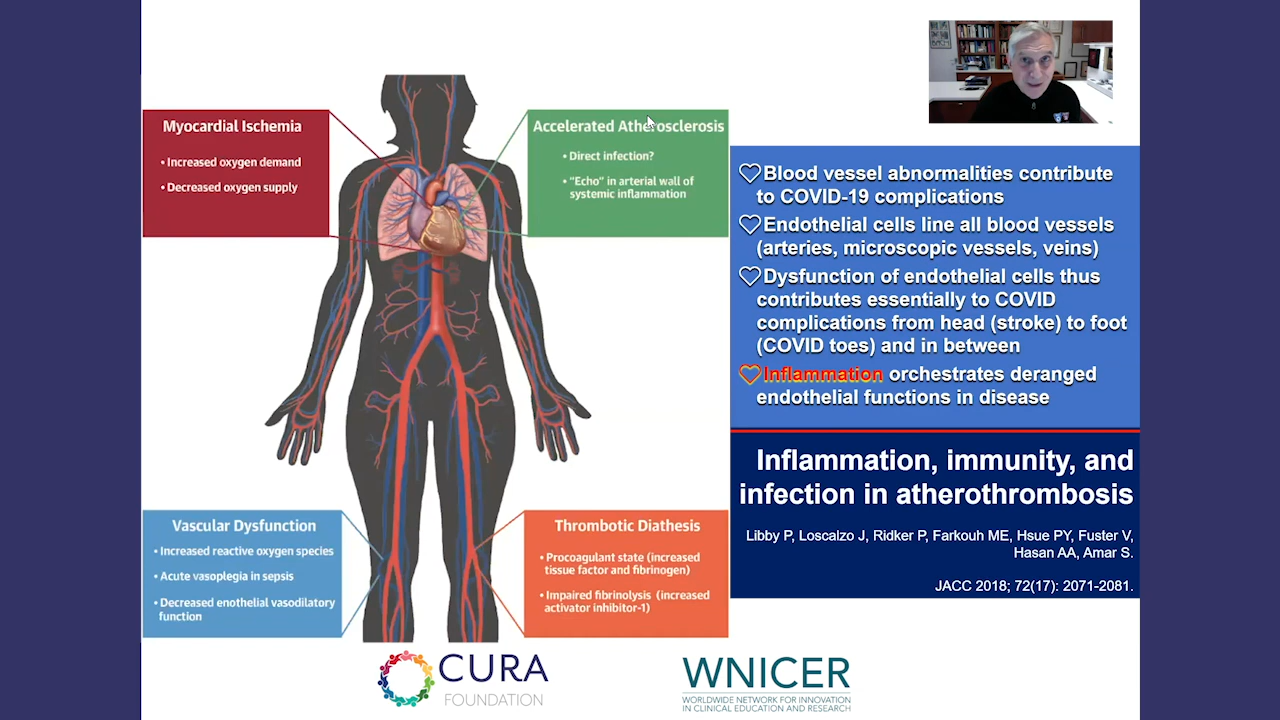 Myocardial Ischemia
• Increased oxygen demand
• Decreased oxygen supply
Accelerated Atherosclerosis
• Direct infection?
• "Echo" in arterial wall of
systemic inflammation
Vascular Dysfunction
• Increased reactive oxygen species
• Acute vasoplegia in sepsis
• Decreased enothelial vasodilatory
function
Thrombotic Diathesis
• Procoagulant state (increased
tissue factor and fibrinogen)
• Impaired fibrinolysis (increased
activator inhibitor-1)
Blood vessel abnormalities contribute
to COVID-19 complications
Endothelial cells line all blood vessels
(arteries, microscopic vessels, veins)
Dysfunction of endothelial cells thus
contributes essentially to COVID
complications from head (stroke) to foot
(COVID toes) and in between
Inflammation orchestrates deranged
endothelial functions in disease
Inflammation, immunity, and
infection in atherothrombosis
Libby P, Loscalzo J, Ridker P, Farkouh ME, Hsue PY, Fuster V,
Hasan AA, Amar S.
JACC 2018; 72(17): 2071-2081.
CURA
FOUNDATION
WNICER
WORLDWIDE NETWORK FOR INNOVATION
IN CLINICAL EDUCATION AND RESEARCH